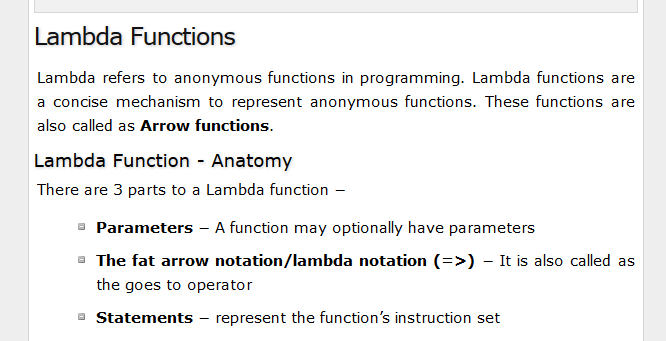 Lambda Functions
Lambda refers to anonymous functions in programming. Lambda functions are
a concise mechanism to represent anonymous functions. These functions are
also called as Arrow functions.
Lambda Function - Anatomy
There are 3 parts to a Lambda function −
Parameters − A function may optionally have parameters
The fat arrow notation/lambda notation (=>) − It is also called as
the goes to operator
Statements − represent the function’s instruction set